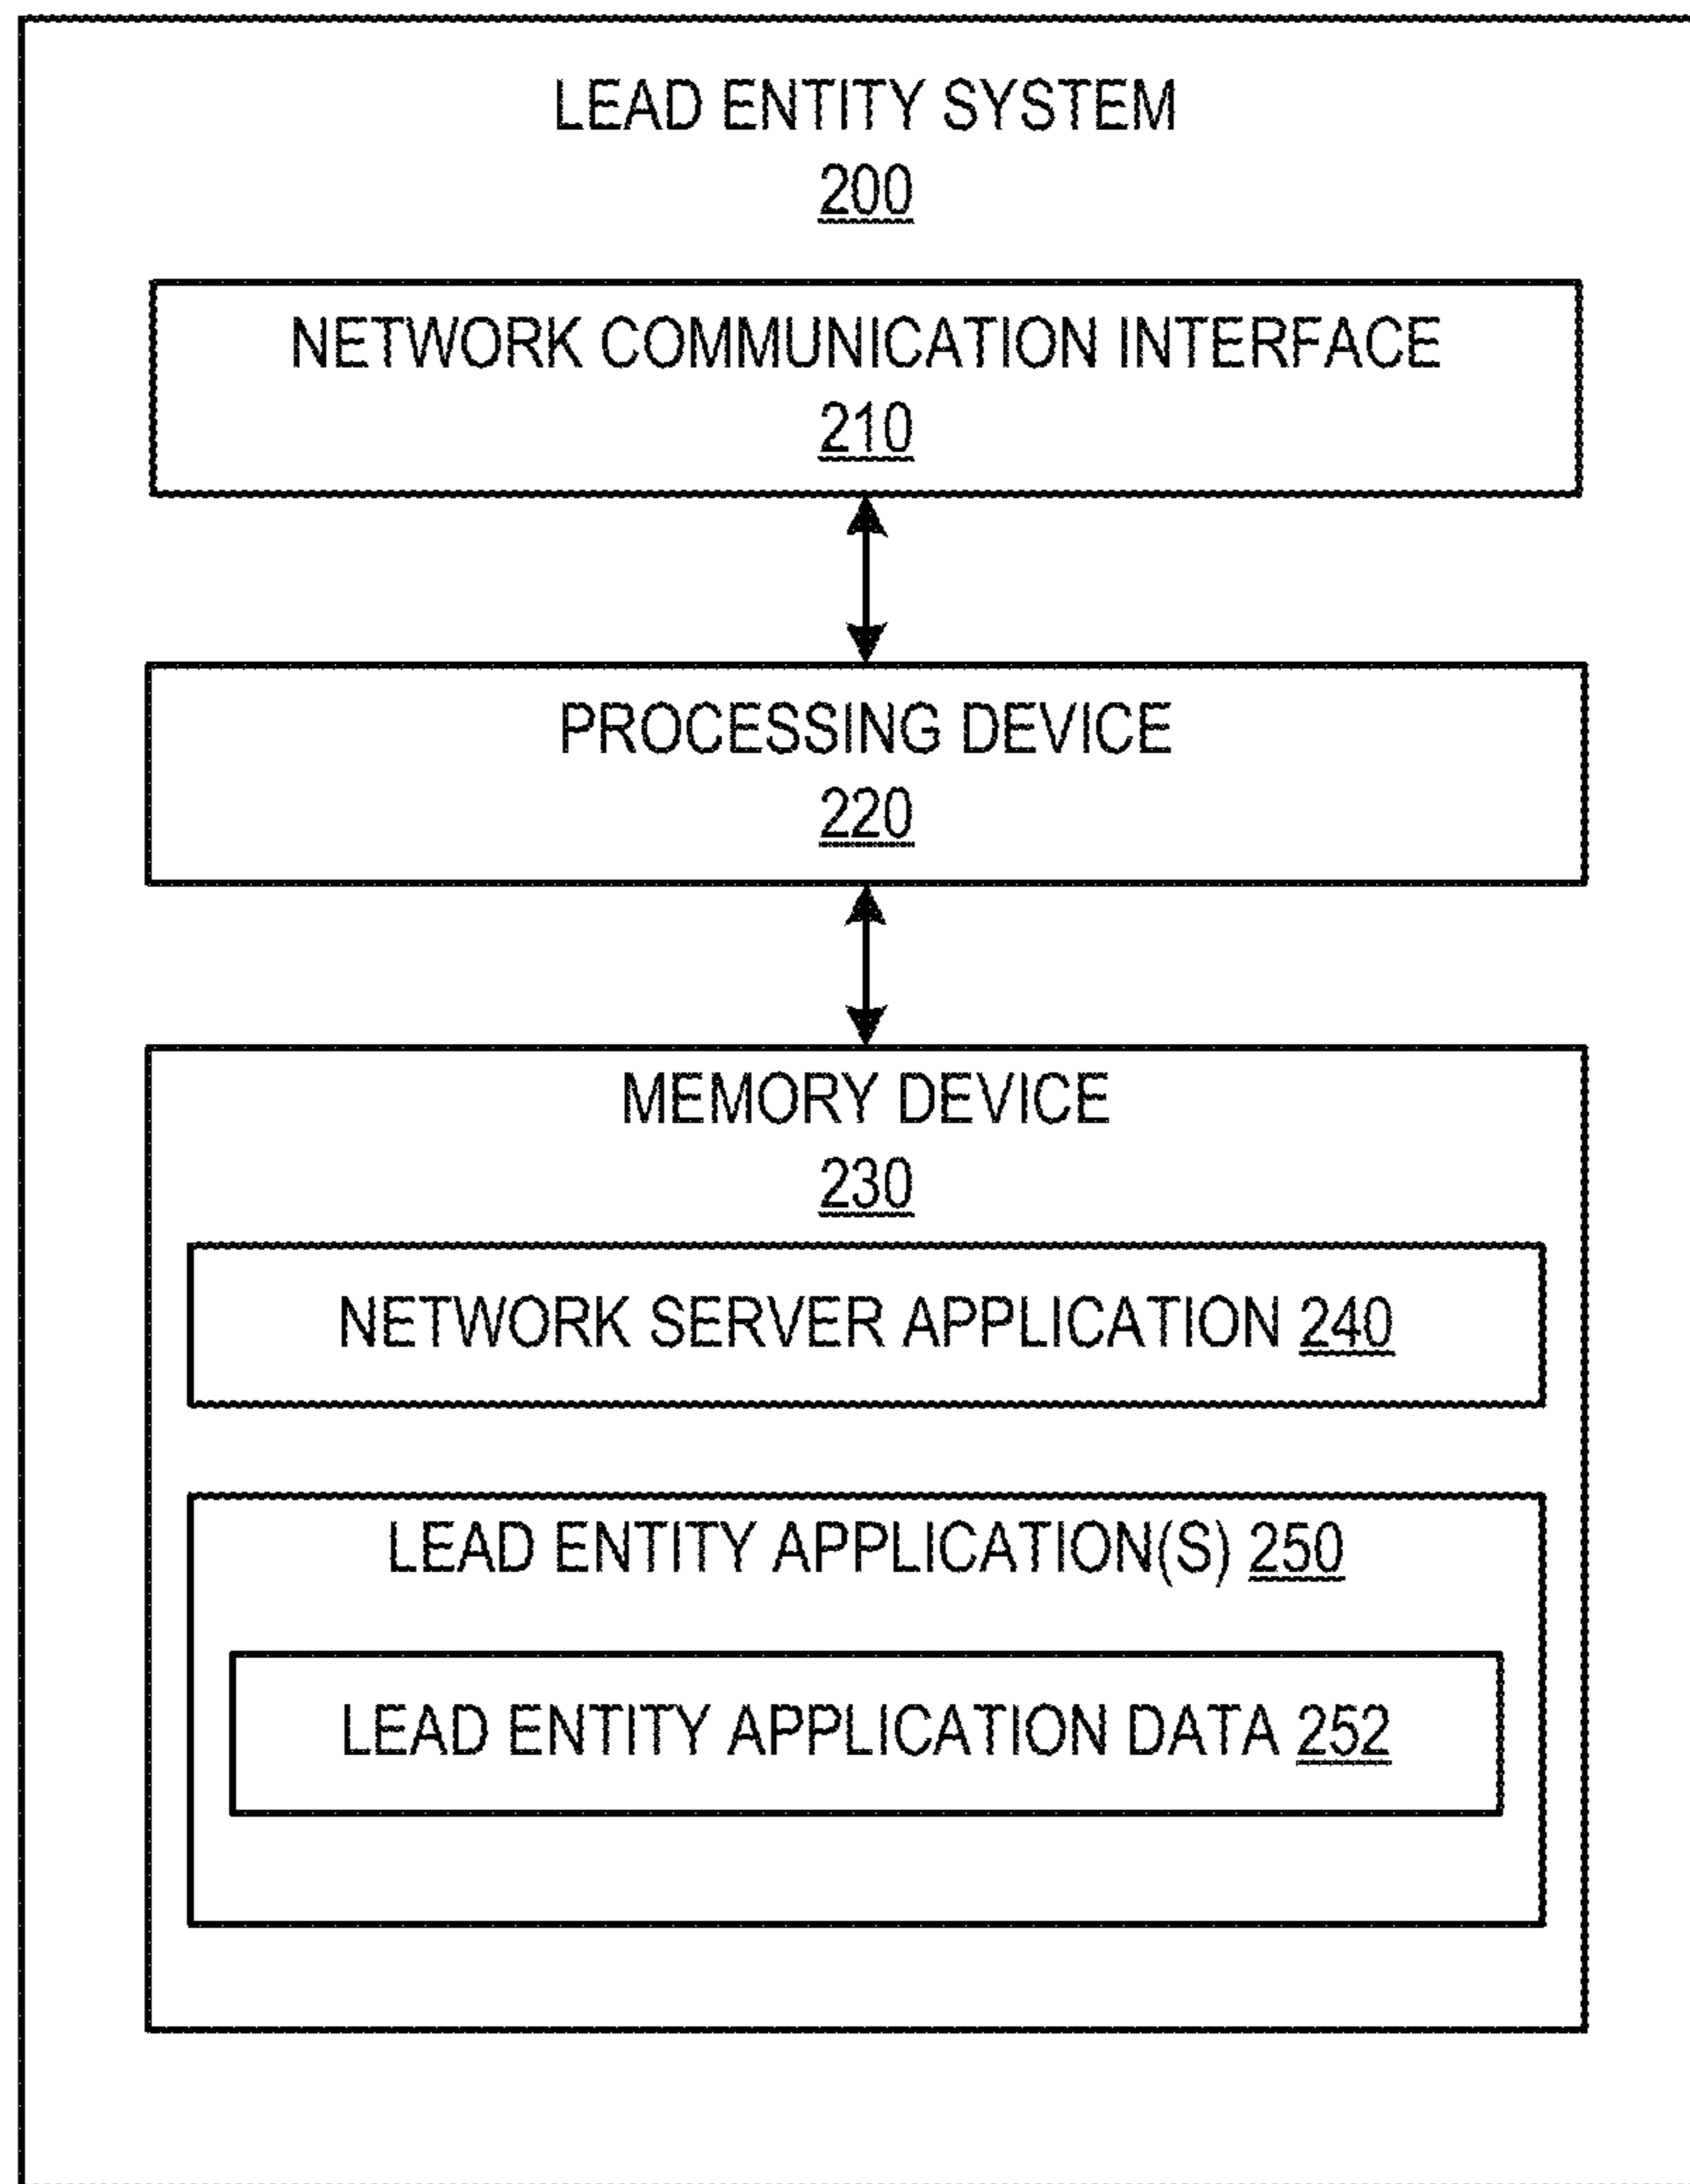 LEAD ENTITY SYSTEM
200
NETWORK COMMUNICATION INTERFACE
210
PROCESSING DEVICE
220
MEMORY DEVICE
230
NETWORK SERVER APPLICATION 240
LEAD ENTITY APPLICATION(S) 250
LEAD ENTITY APPLICATION DATA 252